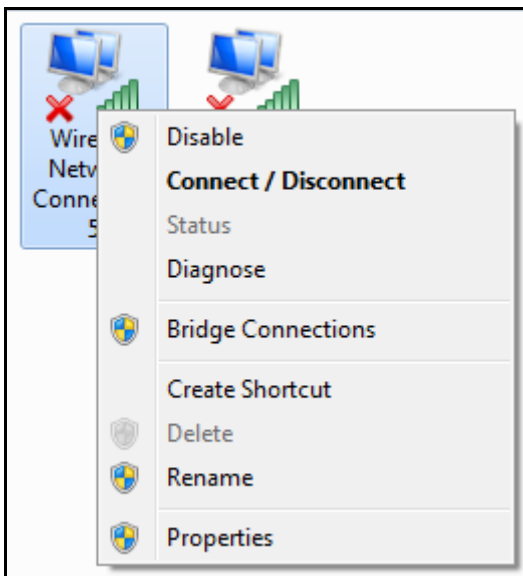 Wire
Netw
Conne
5
Disable
Connect / Disconnect
Status
Diagnose
Bridge Connections
Create Shortcut
Delete
Rename
Properties